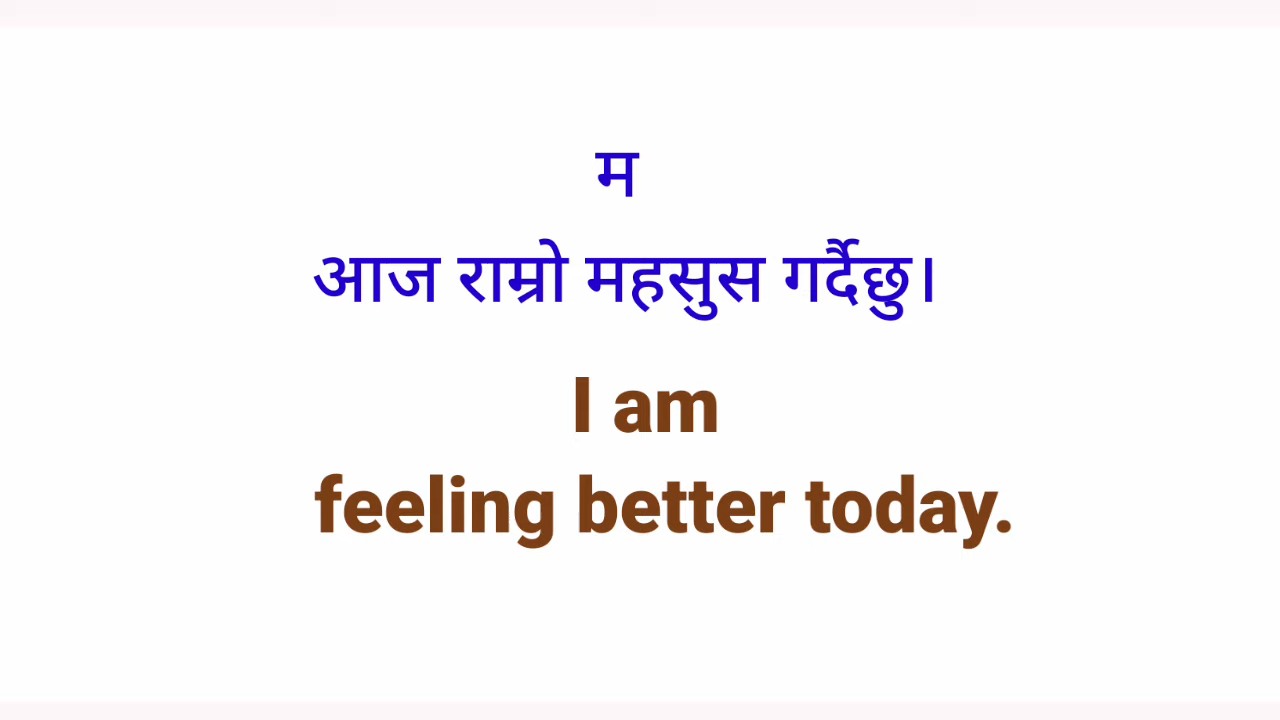 म
आज राम्रो महसुस गर्दैछु।
I am
feeling better today.